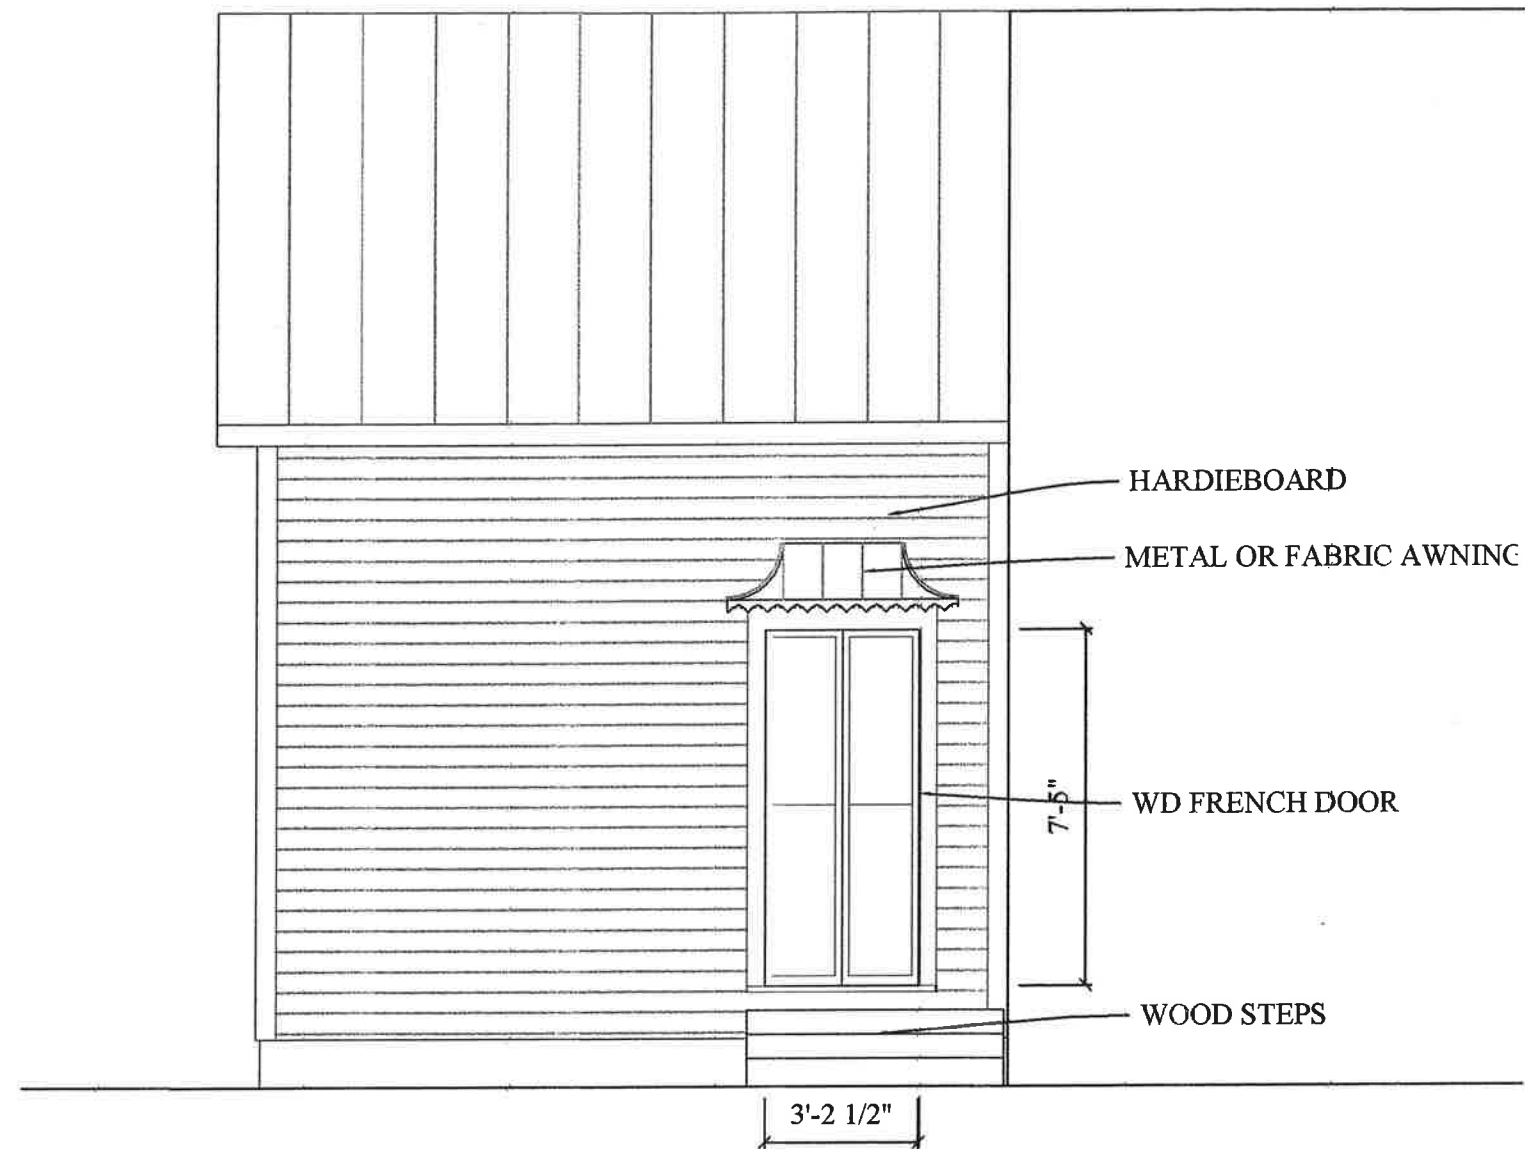 HARDIEBOARD
METAL OR FABRIC AWNING
7'-5"
WD FRENCH DOOR
WOOD STEPS
3'-2 1/2"